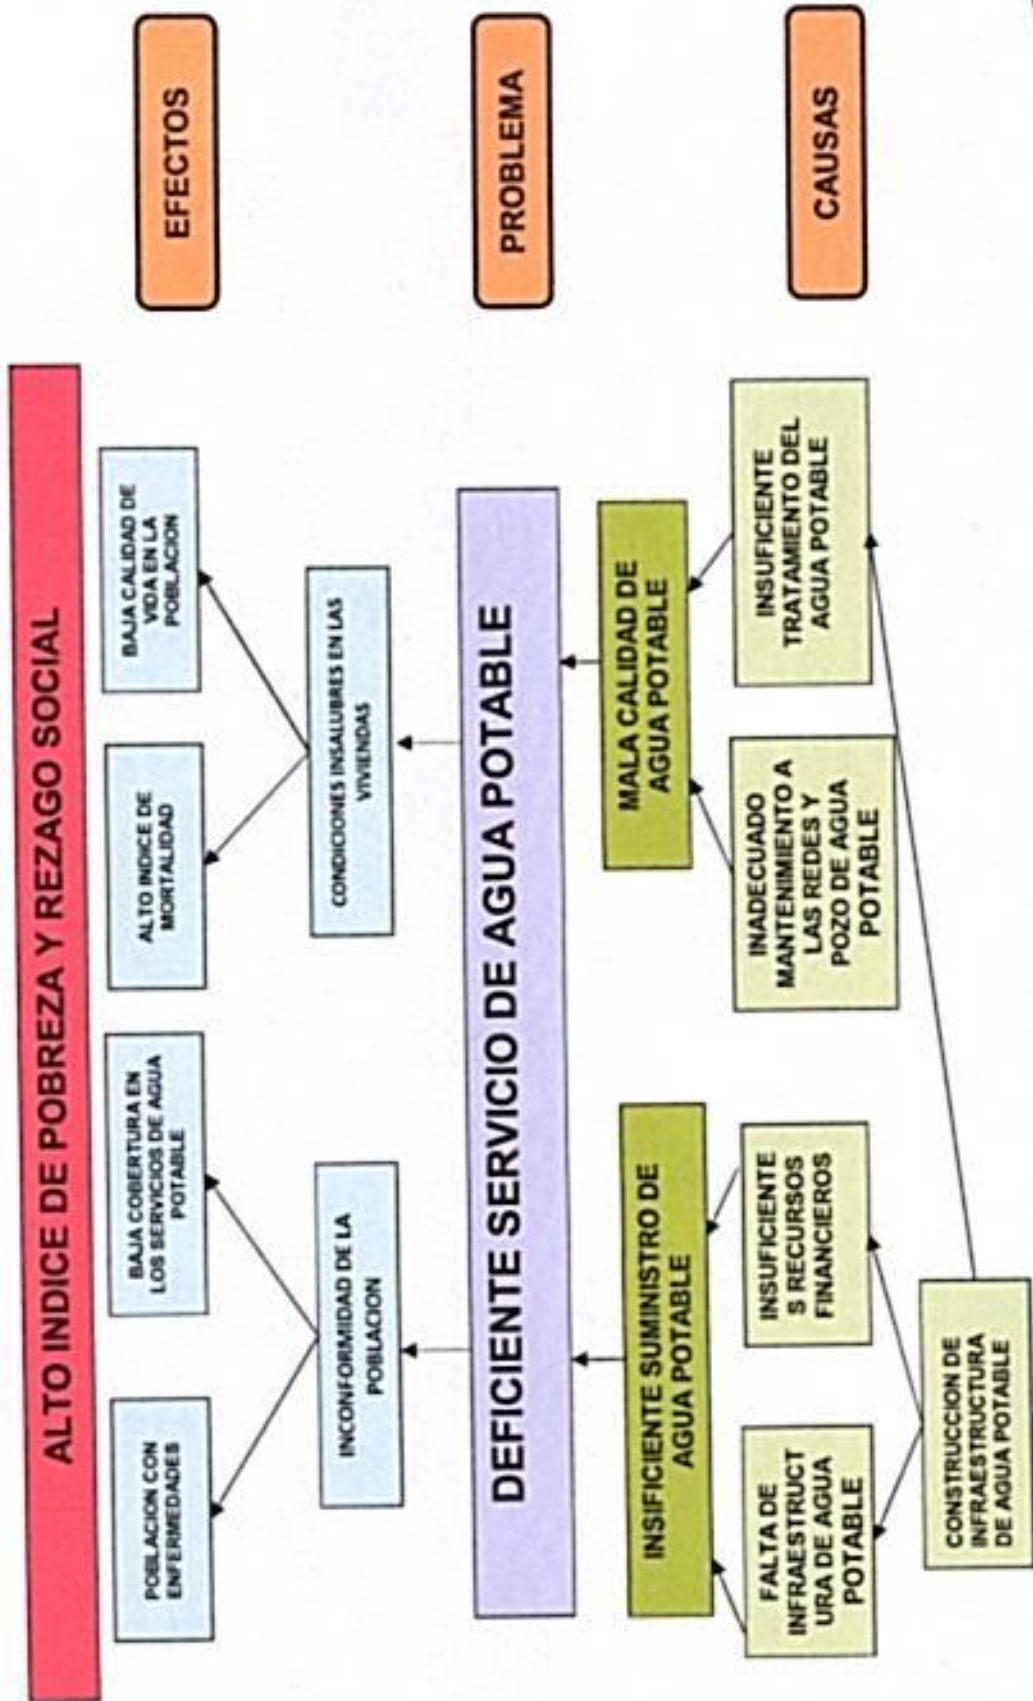 ALTO INDICE DE POBREZA Y REZAGO SOCIAL
EFECTOS
POBLACION CON
ENFERMEDADES
BAJA COBERTURA EN
LOS SERVICIOS DE AGUA
POTABLE
ALTO INDICE DE
MORTALIDAD
BAJA CALIDAD DE
VIDA EN LA
POBLACION
INCONFORMIDAD DE LA
POBLACION
CONDICIONES INSALUBRES EN LAS
VIVIENDAS
DEFICIENTE SERVICIO DE AGUA POTABLE
PROBLEMA
INSIFICIENTE SUMINISTRO DE
AGUA POTABLE
MALA CALIDAD DE
AGUA POTABLE
FALTA DE
INFRAESTRUCT
URA DE AGUA
POTABLE
INSUFICIENTE
S RECURSOS
FINANCIEROS
INADECUADO
MANTENIMIENTO A
LAS REDES Y
POZO DE AGUA
POTABLE
INSUFICIENTE
TRATAMIENTO DEL
AGUA POTABLE
CAUSAS
CONSTRUCCION DE
INFRAESTRUCTURA
DE AGUA POTABLE